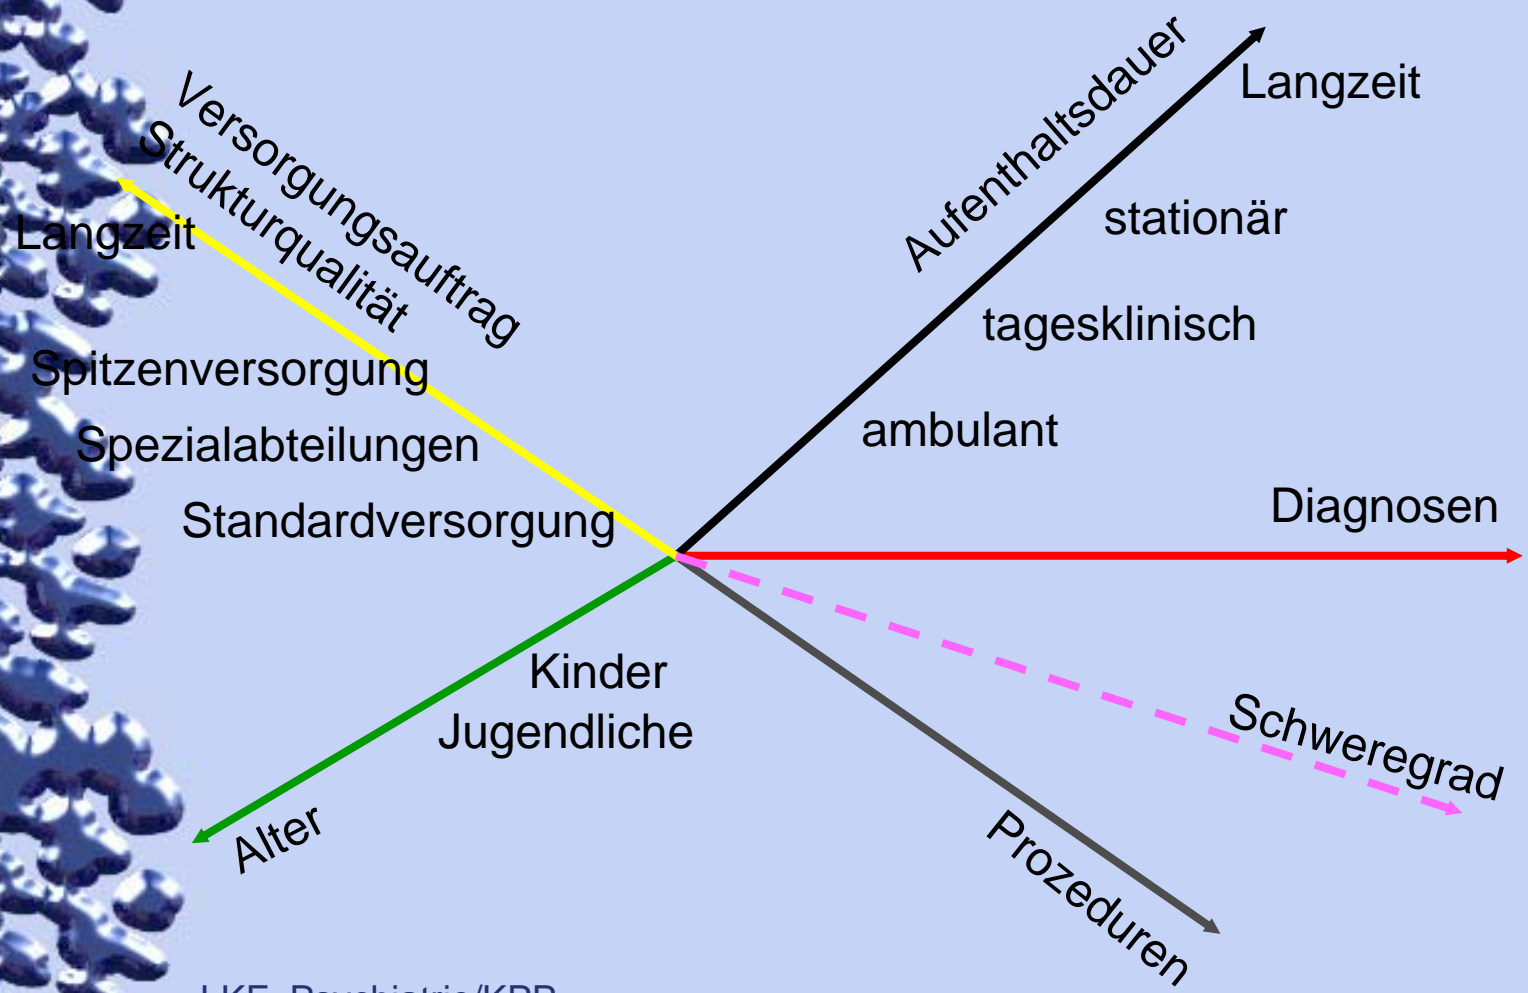 Versorgungsauftrag
Strukturqualität
Langzeit
Spitzenversorgung
Spezialabteilungen
Standardversorgung
Aufenthaltsdauer
Langzeit
stationär
tagesklinisch
ambulant
Diagnosen
Schweregrad
Prozeduren
Kinder
Jugendliche
Alter